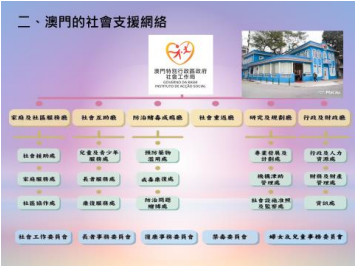 二、澳門的社會支援網絡
澳門特別行政區政府
社會工作局
GOVERNO DA RAEM
INSTITUTO DE ACÇÃO SOCIAL
家庭及社區服務廳
社會互助廳
防治賭毒成癮廳
社會重返廳
研究及規劃廳
行政及財政廳
社會援助處
兒童及青少年
服務處
預防藥物
濫用處
專業發展及
計劃處
行政及人力
資源處
家庭服務處
長者服務處
戒毒康復處
機構津助
管理處
財務及財產
管理處
社區協作處
康復服務處
防治問題
賭博處
社會設施准照
及監察處
資訊處
社會工作委員會
長者事務委員會
復康事務委員會
禁毒委員會
婦女及兒童事務委員會